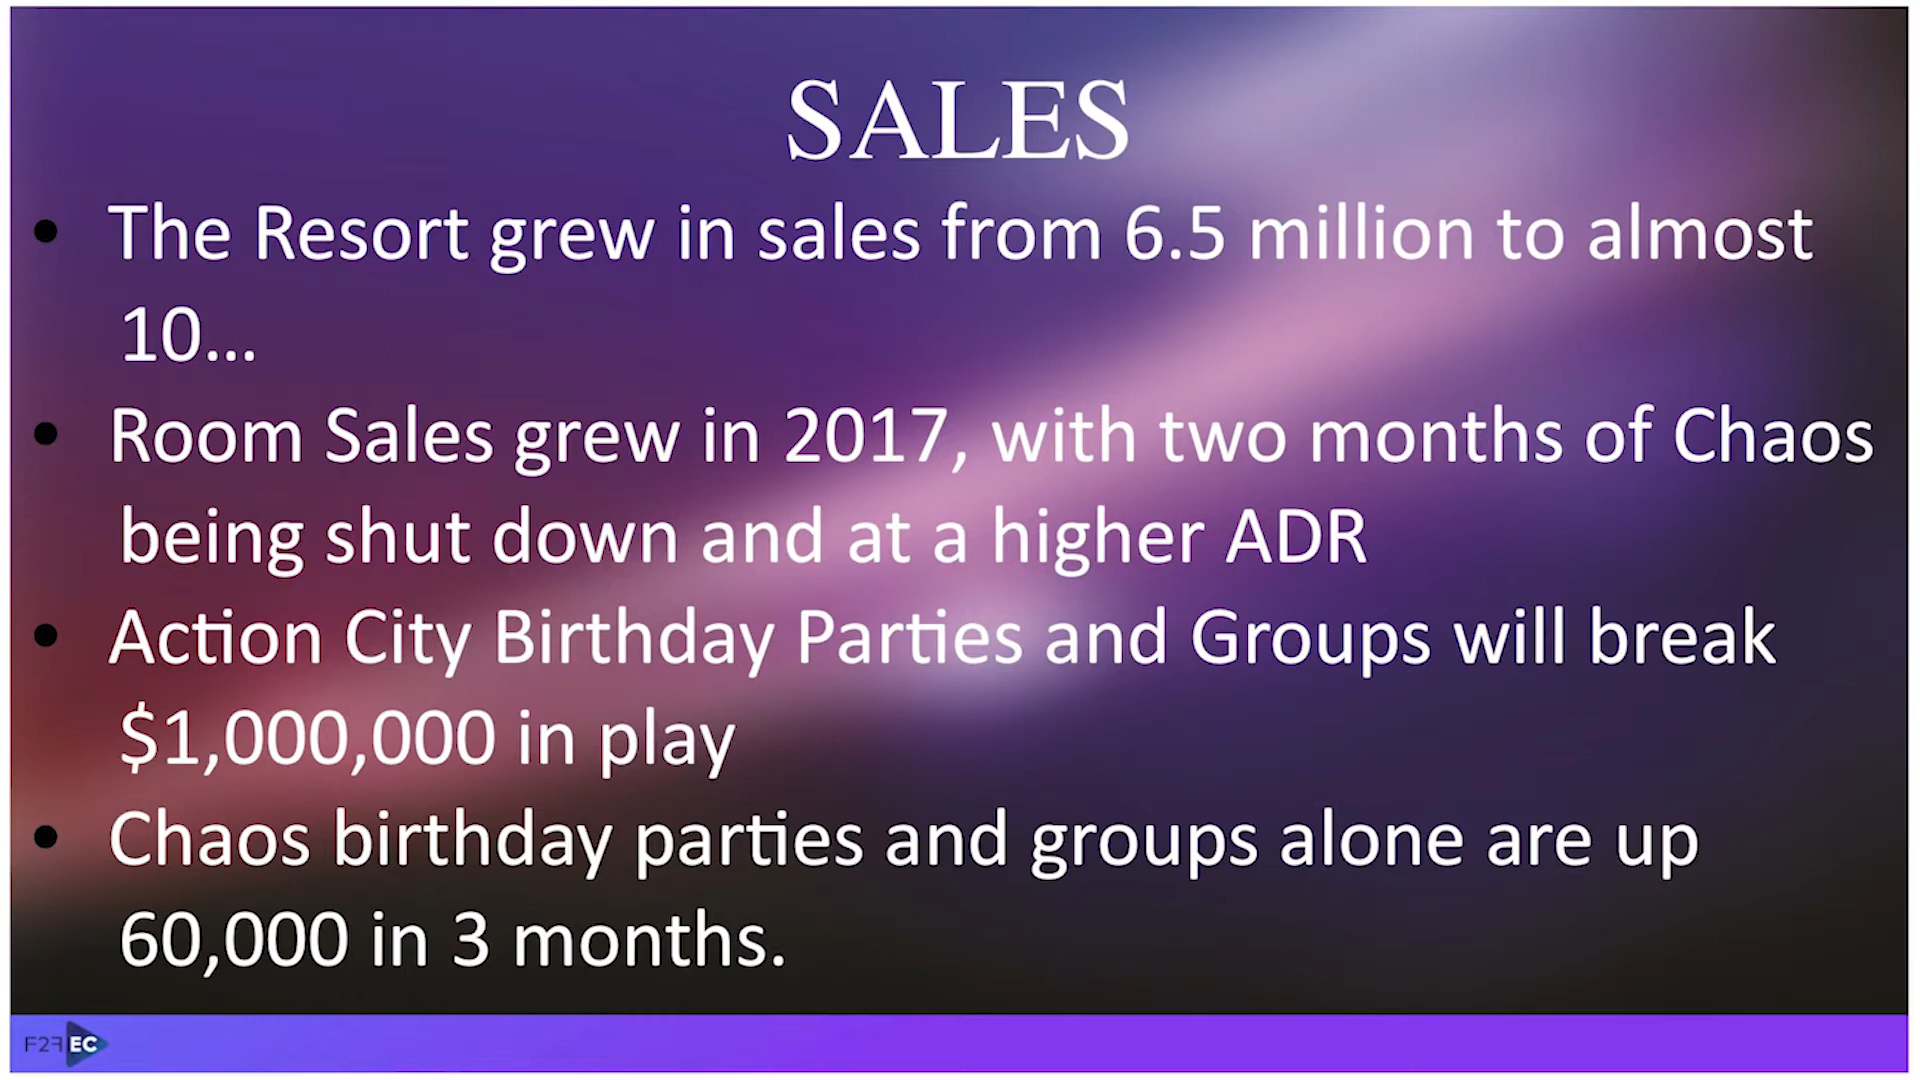 SALES
• The Resort grew in sales from 6.5 million to almost
10...
• Room Sales grew in 2017, with two months of Chaos
being shut down and at a higher ADR
• Action City Birthday Parties and Groups will break
$1,000,000 in play
• Chaos birthday parties and groups alone are up
60,000 in 3 months.
F2FEC